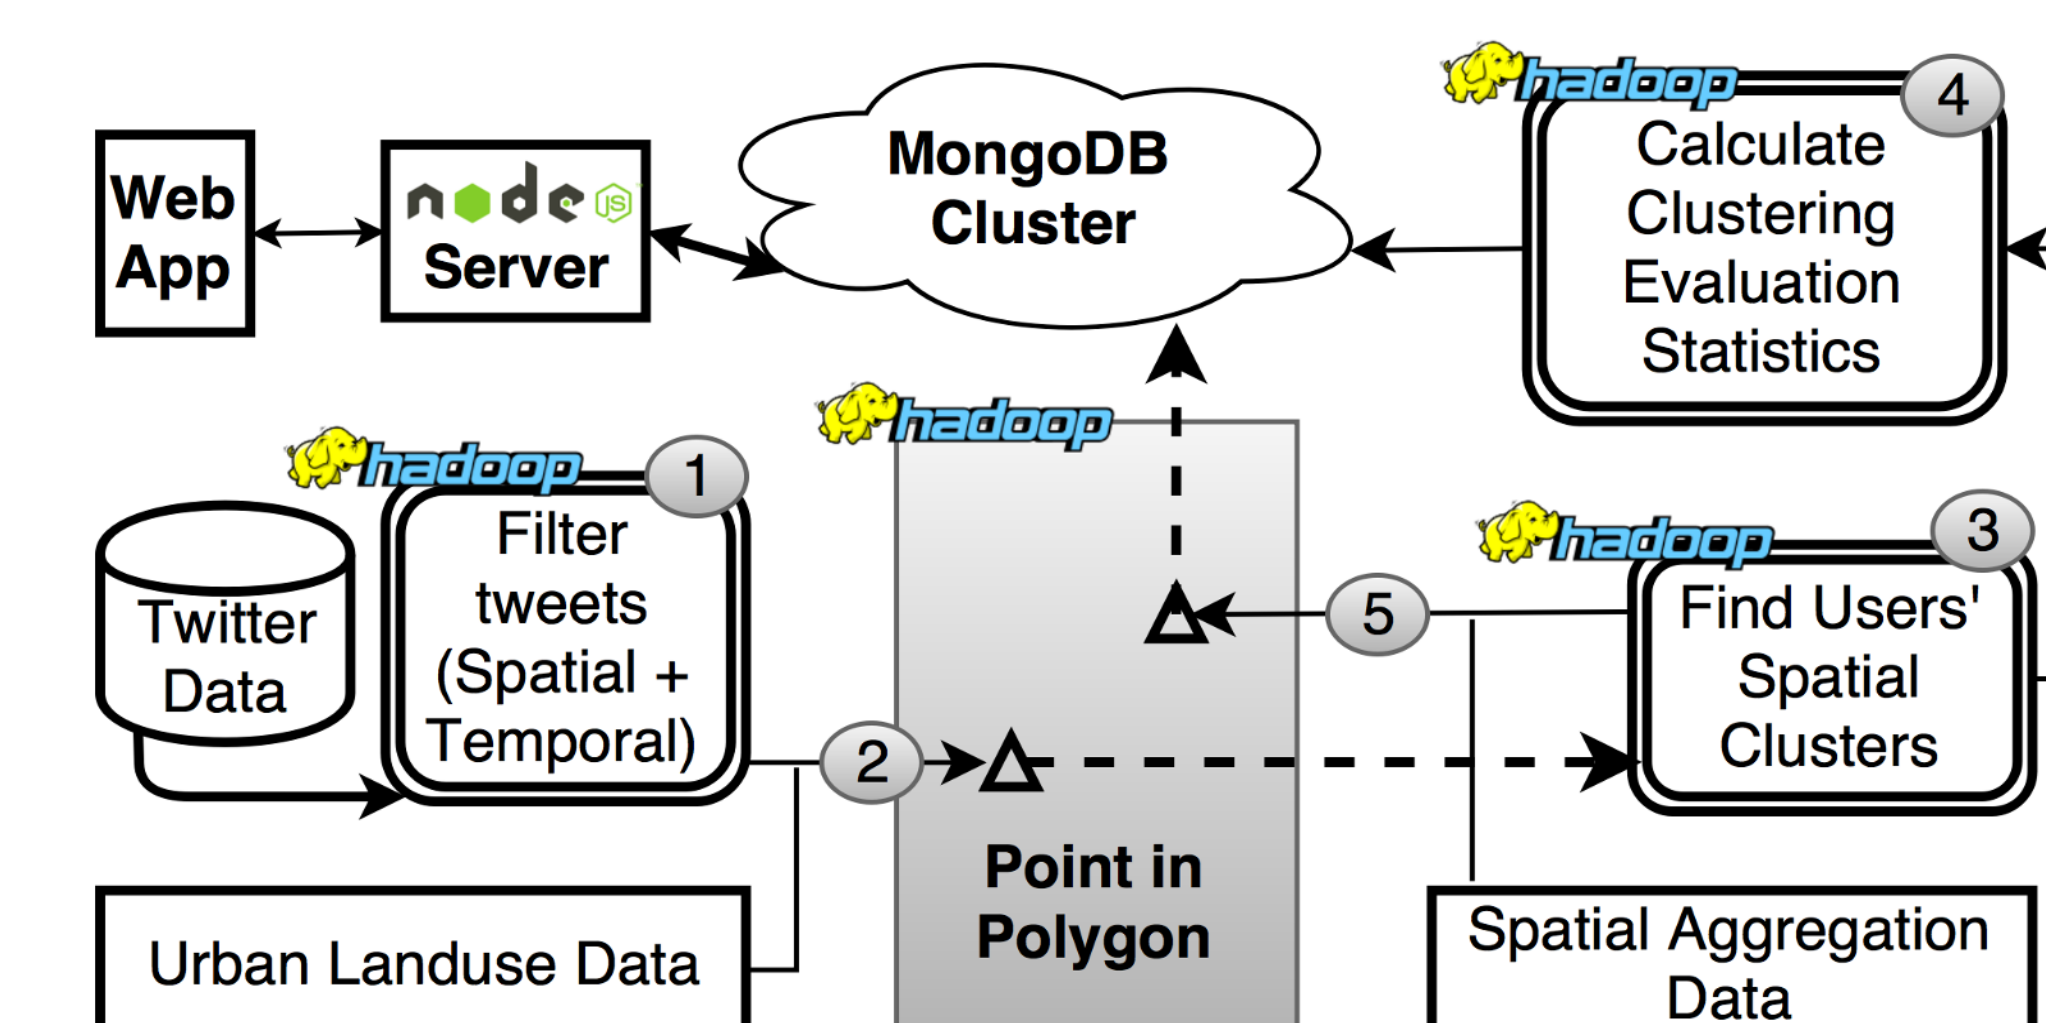 Web
App
node
JS
Server
MongoDB
Cluster
hadoop
4
Calculate
Clustering
Evaluation
Statistics
Twitter
Data
hadoop
1
Filter
tweets
(Spatial +
Temporal)
hadoop
2
5
Point in
Polygon
hadoop
3
Find Users'
Spatial
Clusters
Urban Landuse Data
Spatial Aggregation
Data